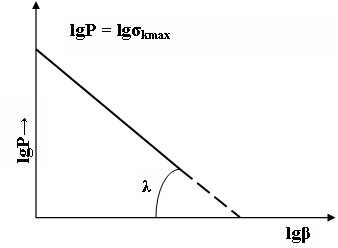 lgP = lgσkmax
lgP→
λ
lgβ